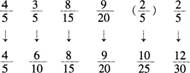 4/5 3/5 8/15 9/20 (2/5) 2/5
↓ ↓ ↓ ↓ ↓ ↓
4/5 6/10 8/15 9/20 10/25 12/30